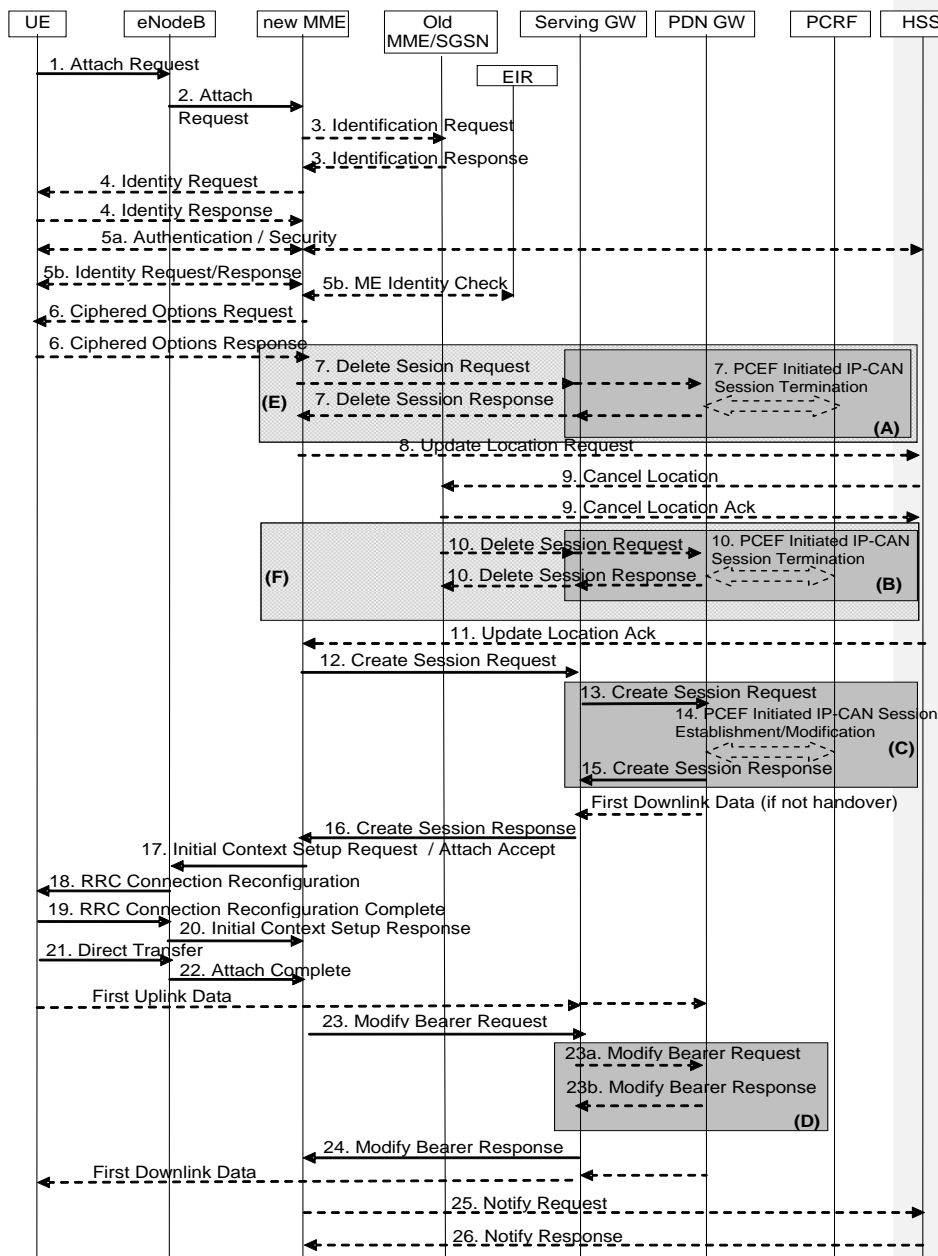 UE
eNodeB
new MME
Old
MME/SGSN
Serving GW
PDN GW
PCRF
HSS
EIR
1. Attach Request
2. Attach
Request
3. Identification Request
3. Identification Response
4. Identity Request
4. Identity Response
5a. Authentication / Security
5b. Identity Request/Response
5b. ME Identity Check
6. Ciphered Options Request
6. Ciphered Options Response
7. Delete Sesion Request
7. PCEF Initiated IP-CAN
Session Termination
(E)
7. Delete Session Response
(A)
8. Update Location Request
9. Cancel Location
9. Cancel Location Ack
10. Delete Session Request
10. PCEF Initiated IP-CAN
Session Termination
(F)
10. Delete Session Response
(B)
11. Update Location Ack
12. Create Session Request
13. Create Session Request
14. PCEF Initiated IP-CAN Session
Establishment/Modification
(C)
15. Create Session Response
First Downlink Data (if not handover)
16. Create Session Response
17. Initial Context Setup Request / Attach Accept
18. RRC Connection Reconfiguration
19. RRC Connection Reconfiguration Complete
20. Initial Context Setup Response
21. Direct Transfer
22. Attach Complete
First Uplink Data
23. Modify Bearer Request
23a. Modify Bearer Request
23b. Modify Bearer Response
(D)
24. Modify Bearer Response
First Downlink Data
25. Notify Request
26. Notify Response